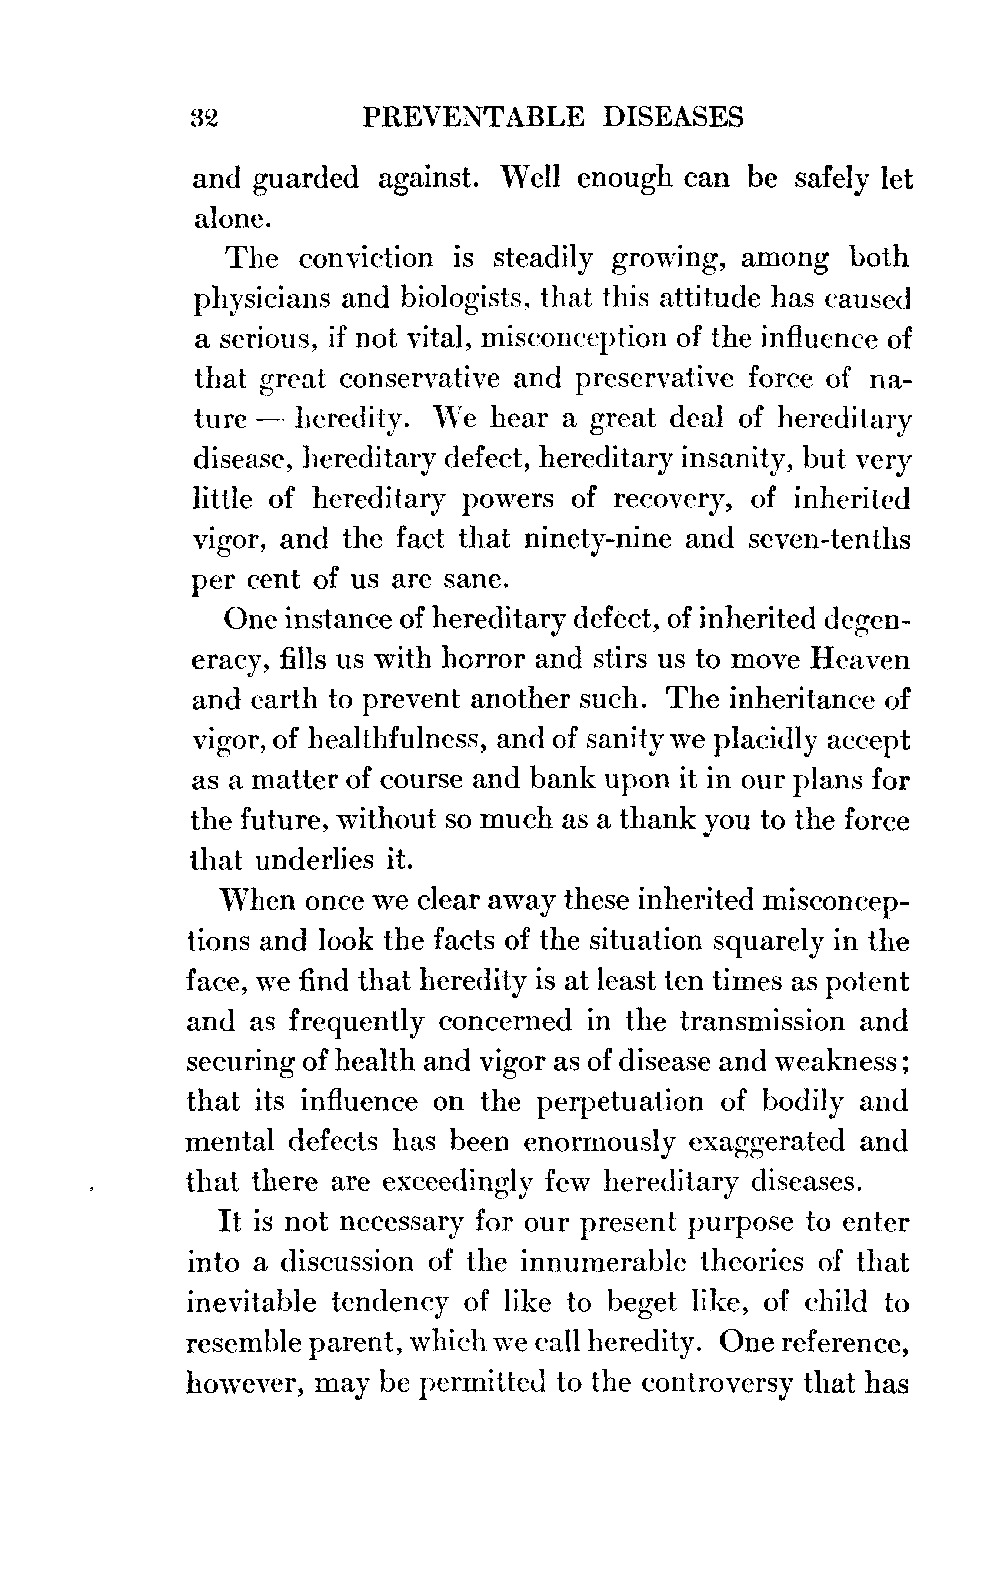 32 PREVENTABLE DISEASES
and guarded against. Well enough can be safely let
alone.
The conviction is steadily growing, among both
physicians and biologists, that this attitude has caused
a serious, if not vital, misconception of the influence of
that great conservative and preservative force of na-
ture — heredity. We hear a great deal of hereditary
disease, hereditary defect, hereditary insanity, but very
little of hereditary powers of recovery, of inherited
vigor, and the fact that ninety-nine and seven-tenths
per cent of us are sane.
One instance of hereditary defect, of inherited degen-
eracy, fills us with horror and stirs us to move Heaven
and earth to prevent another such. The inheritance of
vigor, of healthfulness, and of sanity we placidly accept
as a matter of course and bank upon it in our plans for
the future, without so much as a thank you to the force
that underlies it.
When once we clear away these inherited misconcep-
tions and look the facts of the situation squarely in the
face, we find that heredity is at least ten times as potent
and as frequently concerned in the transmission and
securing of health and vigor as of disease and weakness;
that its influence on the perpetuation of bodily and
mental defects has been enormously exaggerated and
that there are exceedingly few hereditary diseases.
It is not necessary for our present purpose to enter
into a discussion of the innumerable theories of that
inevitable tendency of like to beget like, of child to
resemble parent, which we call heredity. One reference,
however, may be permitted to the controversy that has